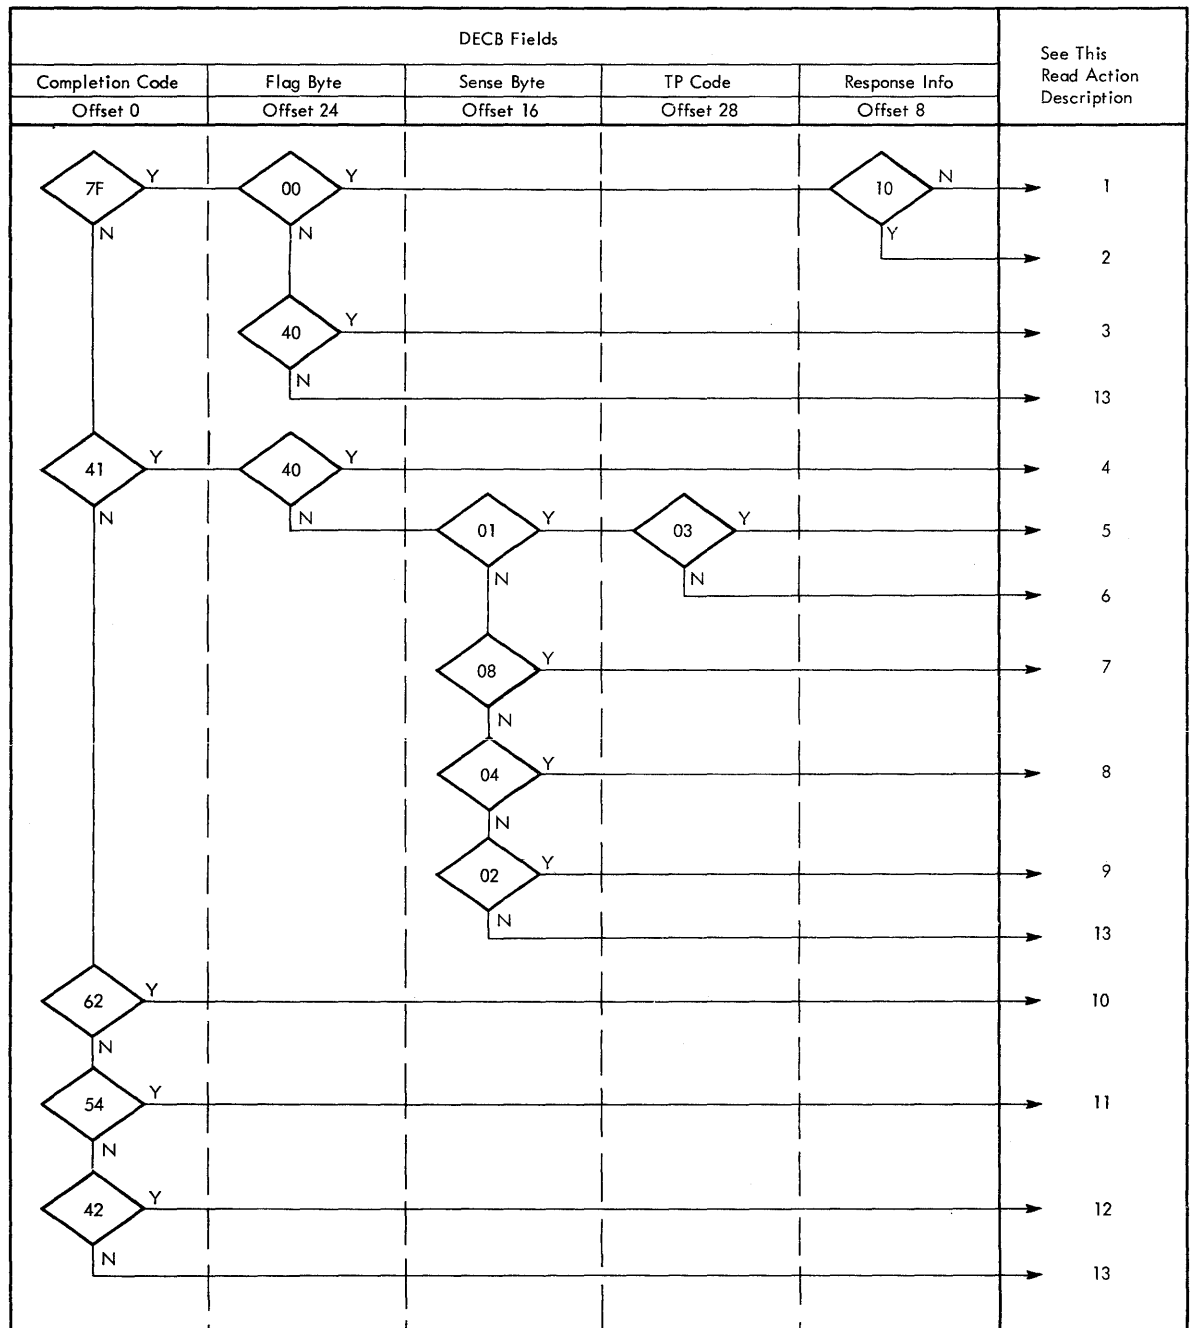 DECB Fields
See This
Read Action
Description
Completion Code Flag Byte Sense Byte TP Code Response Info
Offset 0 Offset 24 Offset 16 Offset 28 Offset 8
7F Y 00 Y 10 N 1
N N Y 2
40 Y 3
N 13
41 Y 40 Y 4
N N 01 Y 03 Y 5
N N 6
08 Y 7
N
04 Y 8
N
02 Y 9
N 13
62 Y 10
N
54 Y 11
N
42 Y 12
N 13